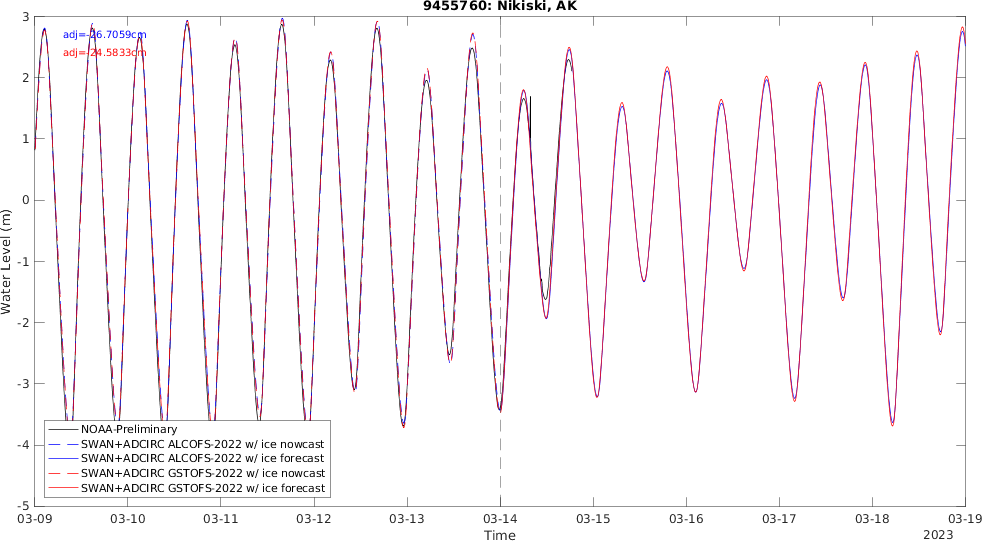 9455760: Nikiski, AK
adj=-26.7059cm
adj=-24.5833cm
Water Level (m)
3
2
1
0
-1
-2
-3
-4
-5
NOAA-Preliminary
SWAN+ADCIRC ALCOFS-2022 w/ ice nowcast
SWAN+ADCIRC ALCOFS-2022 w/ ice forecast
SWAN+ADCIRC GSTOFS-2022 w/ ice nowcast
SWAN+ADCIRC GSTOFS-2022 w/ ice forecast
03-09 03-10 03-11 03-12 03-13 03-14 03-15 03-16 03-17 03-18 03-19
Time
2023